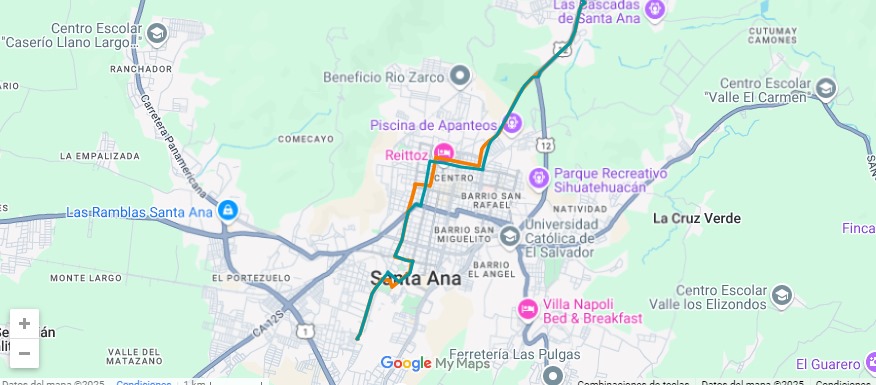 Las Cascadas
de Santa Ana
Centro Escolar
"Caserío Llano Largo...
CUTUMAY
CAMONES
RANCHADOR
Beneficio Rio Zarco
Centro Escolar
"Valle El Carmen"
Carretera Panamericana
Piscina de Apanteos
COMECAYO
12
LA EMPALIZADA
Reittoz
CENTRO
Parque Recreativo
Sihuatehuacán
BARRIO SAN
RAFAEL
Las Ramblas Santa Ana
NATIVIDAD
La Cruz Verde
BARRIO SAN
MIGUELITO
Universidad
Católica de
El Salvador
Finca
MONTE LARGO
EL PORTEZUELO
Santa Ana
BARRIO
EL ANGEL
Centro Escolar
Valle los Elizondos
CA-12S
1
Villa Napoli
Bed & Breakfast
VALLE DEL
MATAZANO
Google My Maps
Ferretería Las Pulgas
El Guarero
Datos del mapa ©2025
Condiciones
1 km
Combinaciones de teclas
Datos del mapa ©2025
Condiciones